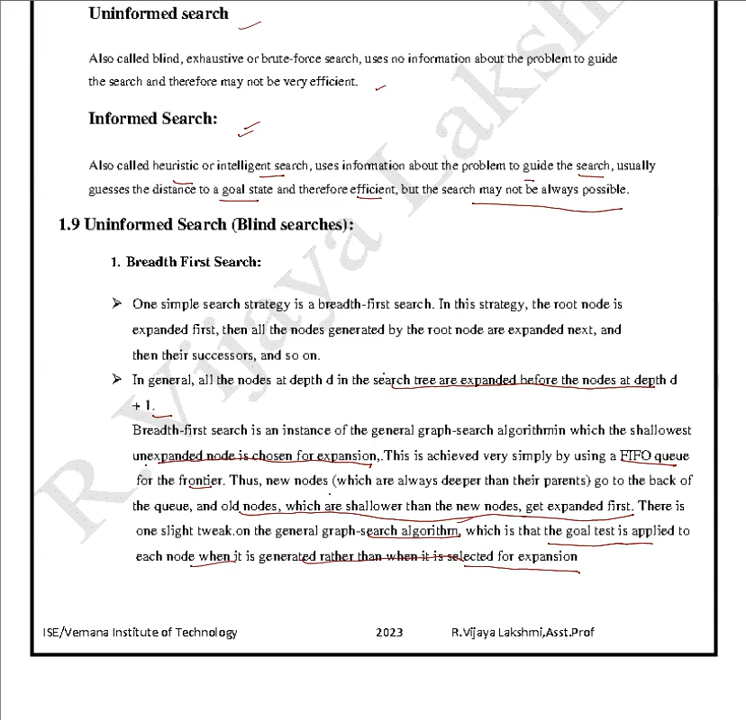 Uninformed search
Also called blind, exhaustive or brute-force search, uses no information about the problem to guide
the search and therefore may not be very efficient.
Informed Search:
Also called heuristic or intelligent search, uses information about the problem to guide the search, usually
guesses the distance to a goal state and therefore efficient, but the search may not be always possible.
1.9 Uninformed Search (Blind searches):
1. Breadth First Search:
➤ One simple search strategy is a breadth-first search. In this strategy, the root node is
expanded first, then all the nodes generated by the root node are expanded next, and
then their successors, and so on.
➤ In general, all the nodes at depth d in the search tree are expanded before the nodes at depth d
+ 1.
Breadth-first search is an instance of the general graph-search algorithmin which the shallowest
unexpanded node is chosen for expansion,.This is achieved very simply by using a FIFO queue
for the frontier. Thus, new nodes (which are always deeper than their parents) go to the back of
the queue, and old nodes, which are shallower than the new nodes, get expanded first. There is
one slight tweak.on the general graph-search algorithm, which is that the goal test is applied to
each node when it is generated rather than when it is selected for expansion
ISE/Vemana Institute of Technology 2023 R.Vijaya Lakshmi,Asst.Prof
R.Vijaya Laksh